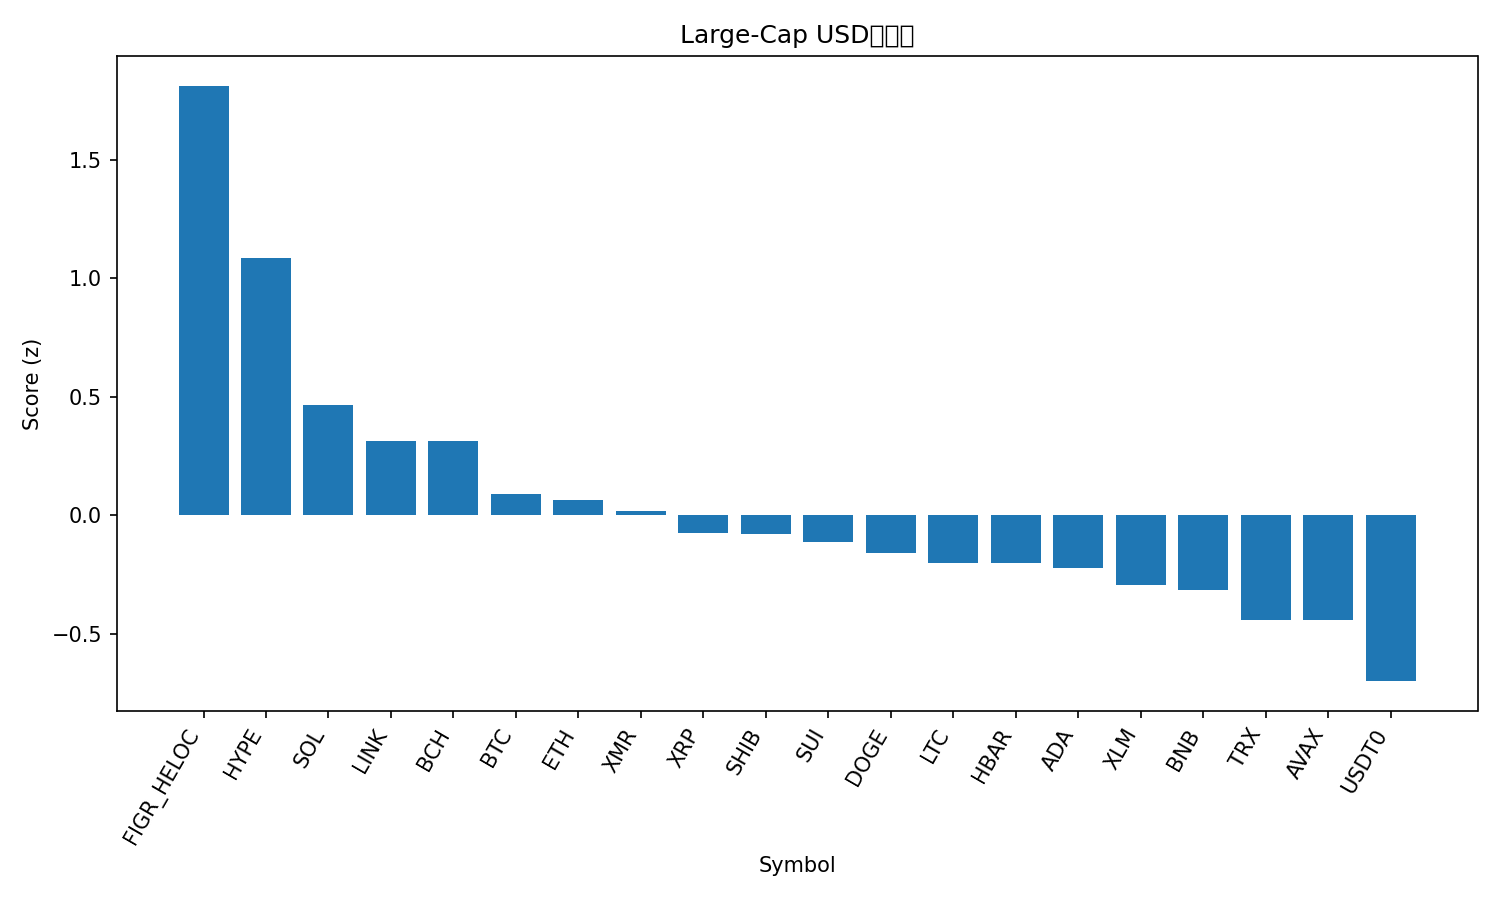 Large-Cap USD
1.5
1.0
0.5
0.0
−0.5
Score (z)
FIGR_HELOC
HYPE
SOL
LINK
BCH
BTC
ETH
XMR
XRP
SHIB
SUI
DOGE
LTC
HBAR
ADA
XLM
BNB
TRX
AVAX
USDT0
Symbol